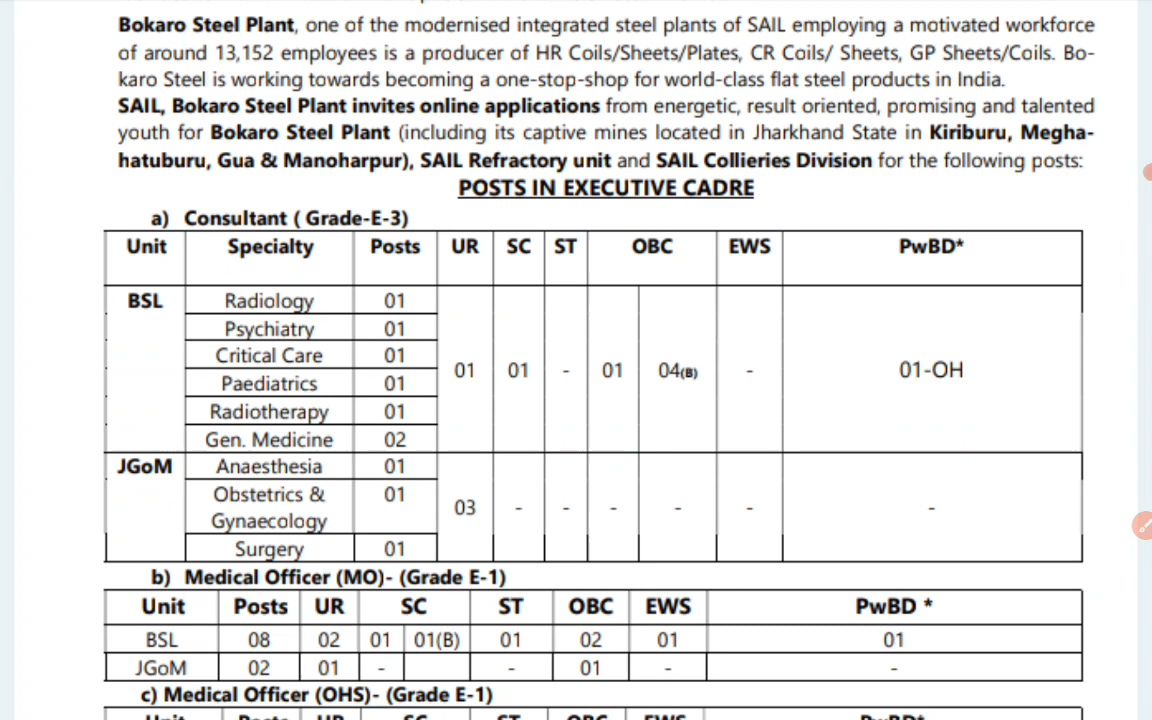 Bokaro Steel Plant, one of the modernised integrated steel plants of SAIL employing a motivated workforce
of around 13,152 employees is a producer of HR Coils/Sheets/Plates, CR Coils/ Sheets, GP Sheets/Coils. Bo-
karo Steel is working towards becoming a one-stop-shop for world-class flat steel products in India.
SAIL, Bokaro Steel Plant invites online applications from energetic, result oriented, promising and talented
youth for Bokaro Steel Plant (including its captive mines located in Jharkhand State in Kiriburu, Megha-
hatuburu, Gua & Manoharpur), SAIL Refractory unit and SAIL Collieries Division for the following posts:
POSTS IN EXECUTIVE CADRE
a) Consultant ( Grade-E-3)
Unit Specialty Posts UR SC ST OBC EWS PwBD*
BSL Radiology 01
Psychiatry 01
Critical Care 01
01 01 - 01 04(B) - 01-OH
Paediatrics 01
Radiotherapy 01
Gen. Medicine 02
JGoM Anaesthesia 01
Obstetrics & 01
03 - - - - - -
Gynaecology
Surgery 01
b) Medical Officer (MO)- (Grade E-1)
Unit Posts UR SC ST OBC EWS PwBD *
BSL 08 02 01 01(B) 01 02 01 01
JGoM 02 01 - - 01 - -
c) Medical Officer (OHS)- (Grade E-1)
Unit Posts UR SC ST OBC EWS PwBD*